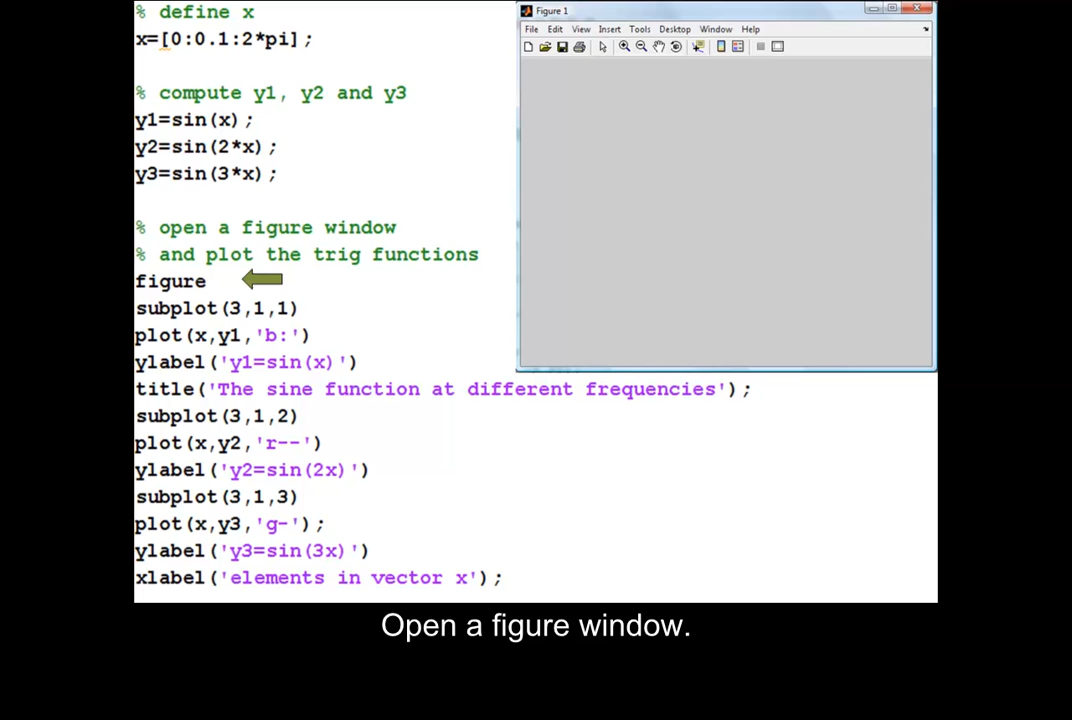 % define x
x=[0:0.1:2*pi];
% compute y1, y2 and y3
y1=sin(x);
y2=sin(2*x);
y3=sin(3*x);
% open a figure window
% and plot the trig functions
figure
subplot(3,1,1)
plot(x,y1,'b:')
ylabel('y1=sin(x)')
title('The sine function at different frequencies');
subplot(3,1,2)
plot(x,y2,'r--')
ylabel('y2=sin(2x)')
subplot(3,1,3)
plot(x,y3,'g-');
ylabel('y3=sin(3x)')
xlabel('elements in vector x');
Figure 1
File Edit View Insert Tools Desktop Window Help
Open a figure window.